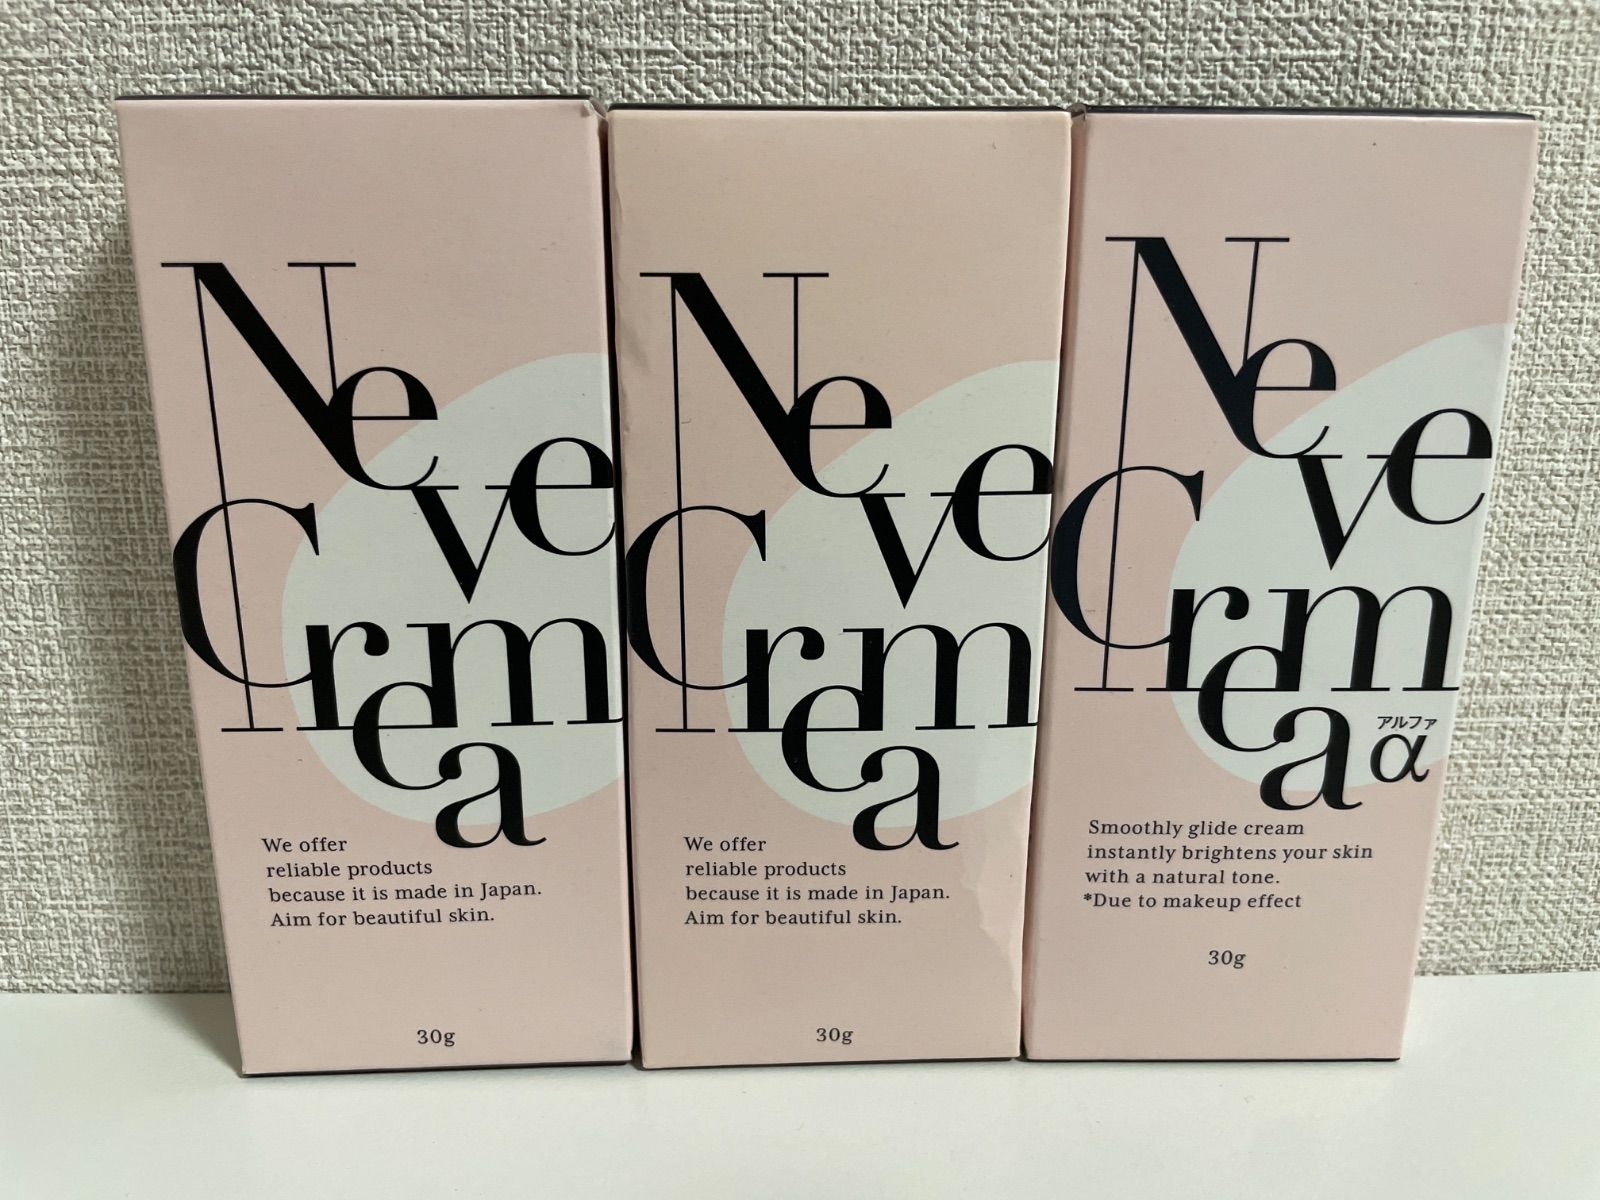 Neve
Crema
We offer
reliable products
because it is made in Japan.
Aim for beautiful skin.
30g
Neve
Crema
We offer
reliable products
because it is made in Japan.
Aim for beautiful skin.
30g
Neve
Crema
アルファ
α
Smoothly glide cream
instantly brightens your skin
with a natural tone.
*Due to makeup effect
30g